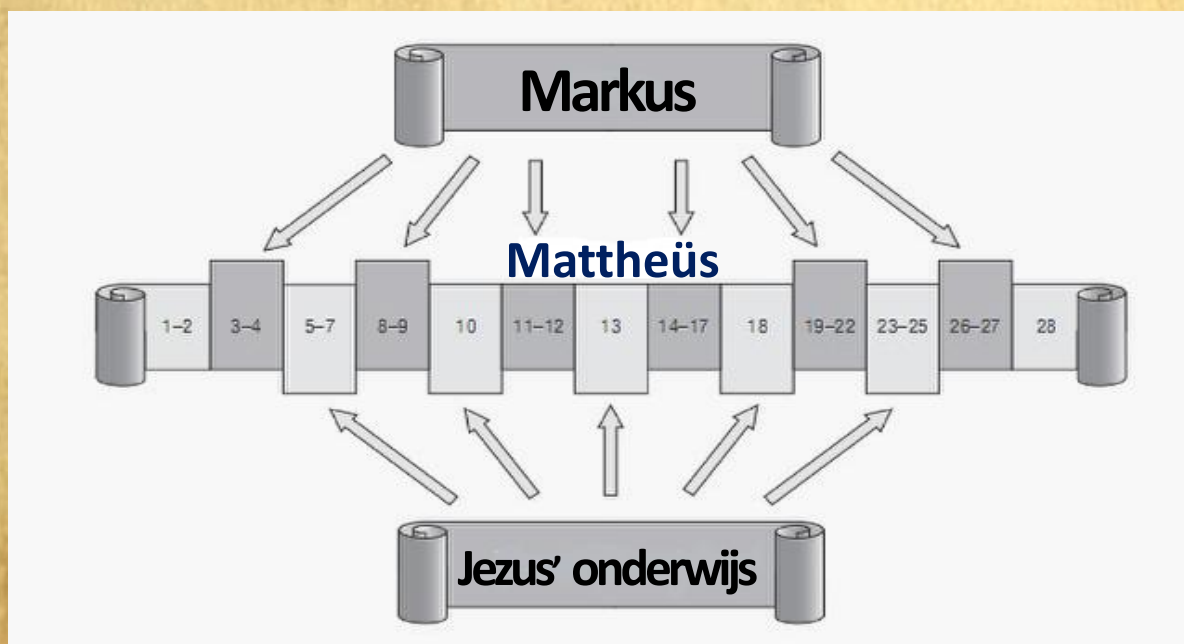 Markus
Mattheüs
1–2 3–4 5–7 8–9 10 11–12 13 14–17 18 19–22 23–25 26–27 28
Jezus’ onderwijs